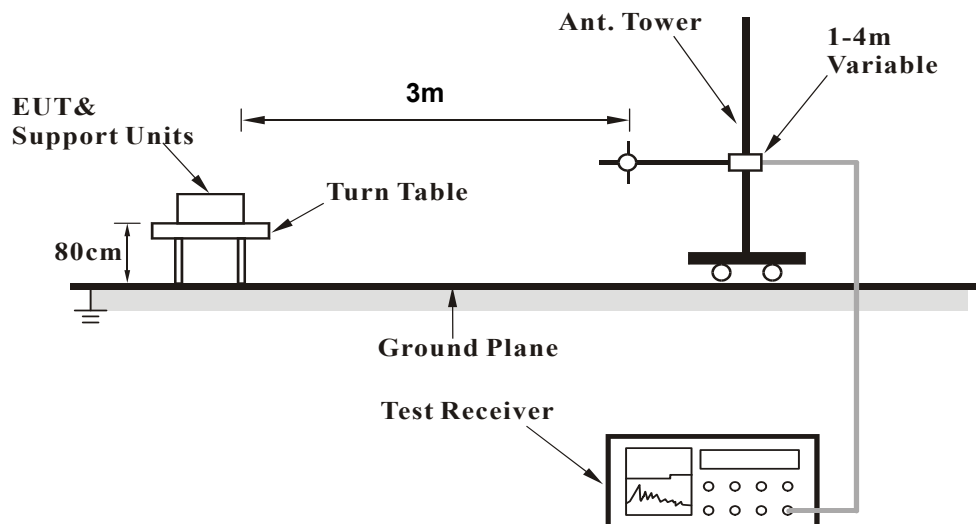 Ant. Tower
1-4m
Variable
3m
EUT&
Support Units
Turn Table
80cm
Ground Plane
Test Receiver